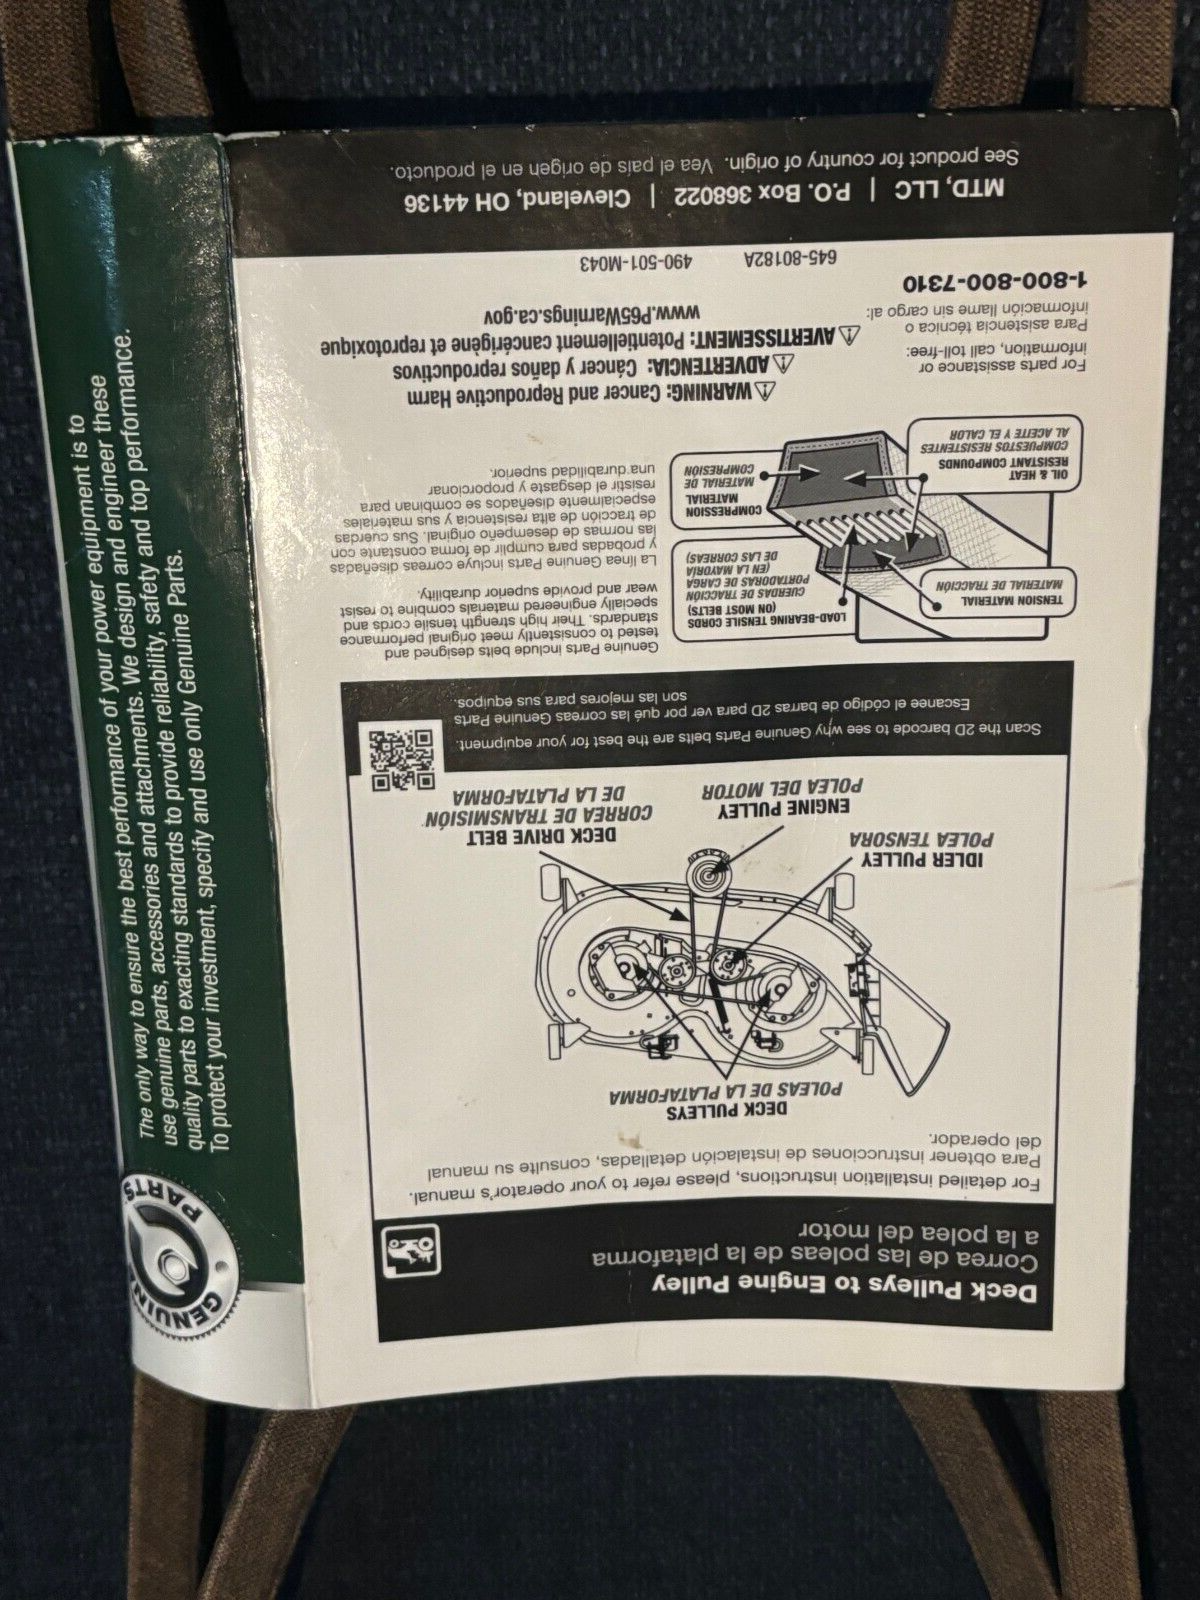 Deck Pulleys to Engine Pulley
Correa de las poleas de la plataforma
a la polea del motor
For detailed installation instructions, please refer to your operator's manual.
Para obtener instrucciones de instalación detalladas, consulte su manual
del operador.
DECK PULLEYS
POLEAS DE LA PLATAFORMA
IDLER PULLEY
POLEA TENSORA
ENGINE PULLEY
POLEA DEL MOTOR
DECK DRIVE BELT
CORREA DE TRANSMISIÓN
DE LA PLATAFORMA
Scan the 2D barcode to see why Genuine Parts belts are the best for your equipment.
Escanee el código de barras 2D para ver por qué las correas Genuine Parts
son las mejores para sus equipos.
TENSION MATERIAL
MATERIAL DE TRACCIÓN
LOAD-BEARING TENSILE CORDS
(ON MOST BELTS)
CUERDAS DE TRACCIÓN
PORTADORAS DE CARGA
(EN LA MAYORÍA
DE LAS CORREAS)
OIL & HEAT
RESISTANT COMPOUNDS
COMPUESTOS RESISTENTES
AL ACEITE Y EL CALOR
COMPRESSION
MATERIAL
MATERIAL DE
COMPRESIÓN
Genuine Parts include belts designed and
tested to consistently meet original performance
standards. Their high strength tensile cords and
specially engineered materials combine to resist
wear and provide superior durability.
La línea Genuine Parts incluye correas diseñadas
y probadas para cumplir de forma constante con
las normas de desempeño original. Sus cuerdas
de tracción de alta resistencia y sus materiales
especialmente diseñados se combinan para
resistir el desgaste y proporcionar
una durabilidad superior.
For parts assistance or
information, call toll-free:
Para asistencia técnica o
información llame sin cargo al:
1-800-800-7310
⚠WARNING: Cancer and Reproductive Harm
⚠ADVERTENCIA: Cáncer y daños reproductivos
⚠AVERTISSEMENT: Potentiellement cancérigène et reprotoxique
www.P65Warnings.ca.gov
645-80182A 490-501-M043
MTD, LLC | P.O. Box 368022 | Cleveland, OH 44136
See product for country of origin. Vea el país de origen en el producto.
The only way to ensure the best performance of your power equipment is to
use genuine parts, accessories and attachments. We design and engineer these
quality parts to exacting standards to provide reliability, safety and top performance.
To protect your investment, specify and use only Genuine Parts.
GENUIN
PARTS